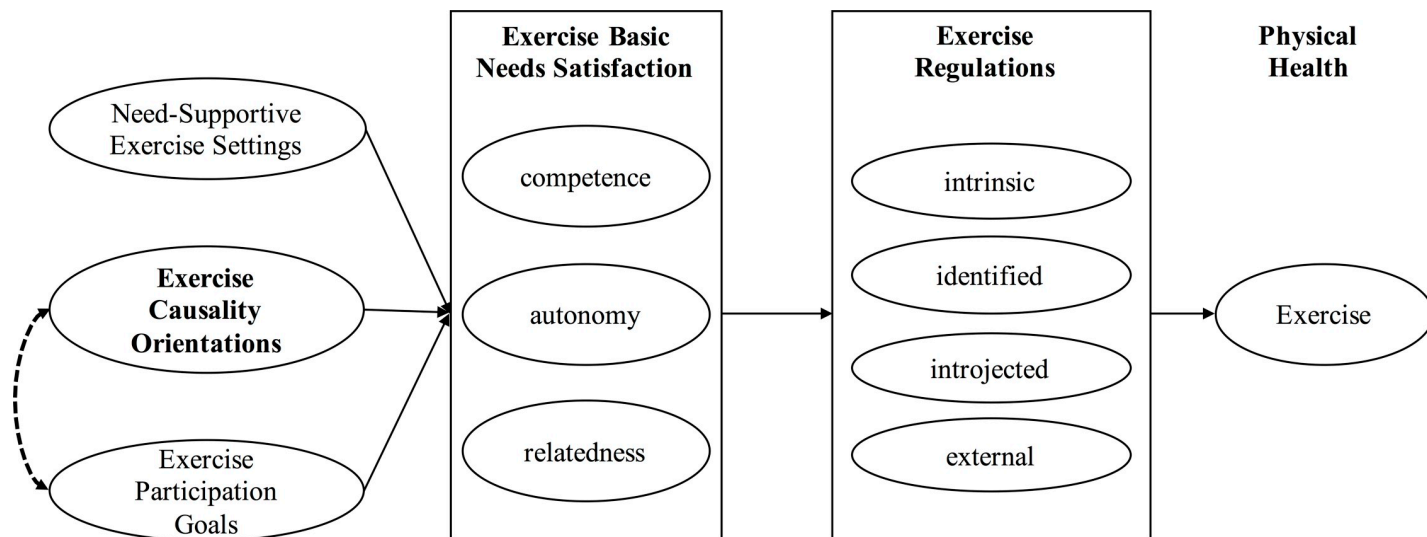 Need-Supportive
Exercise Settings
Exercise
Causality
Orientations
Exercise
Participation
Goals
Exercise Basic
Needs Satisfaction
competence
autonomy
relatedness
Exercise
Regulations
intrinsic
identified
introjected
external
Physical
Health
Exercise